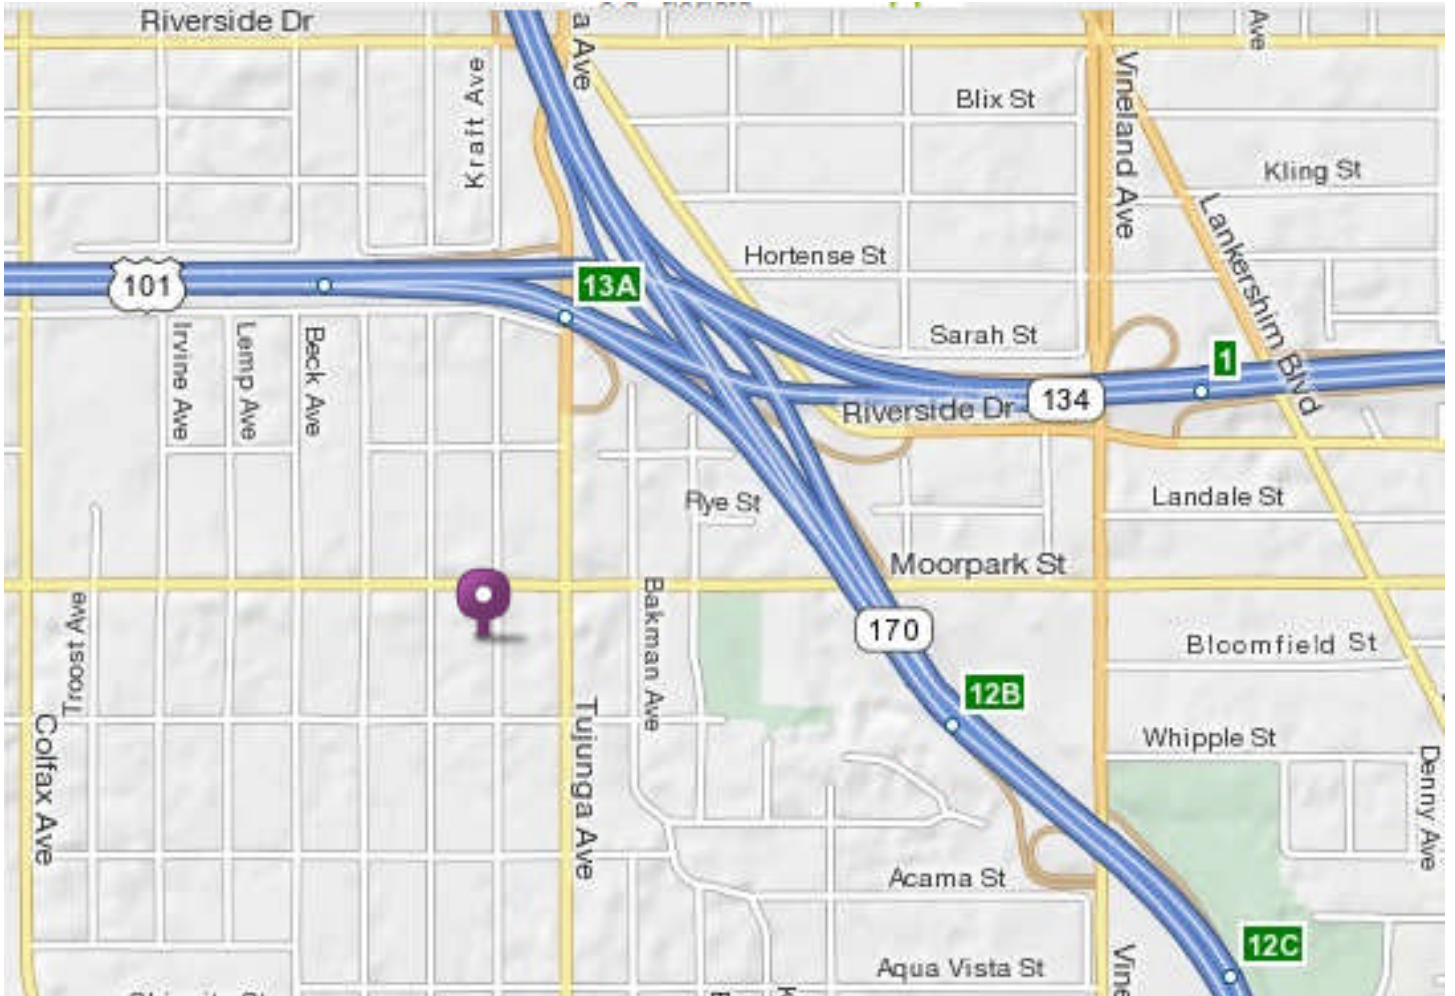 Riverside Dr
a Ave
Ave
Kraft Ave
Vineland Ave
Blix St
Kling St
Lankershim Blvd
Hortense St
101
13A
Irvine Ave
Lemp Ave
Beck Ave
Sarah St
1
134
Riverside Dr
Rye St
Landale St
Moorpark St
Troost Ave
Bakman Ave
170
Bloomfield St
12B
Colfax Ave
Tujunga Ave
Whipple St
Denny Ave
Acama St
12C
Aqua Vista St
Vine